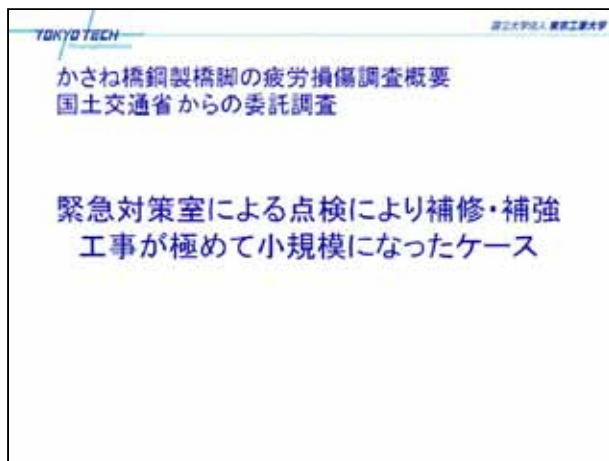 TOKYO TECH
国立大学法人 東京工業大学
かさね橋鋼製橋脚の疲労損傷調査概要
国土交通省からの委託調査
緊急対策室による点検により補修・補強
工事が極めて小規模になったケース